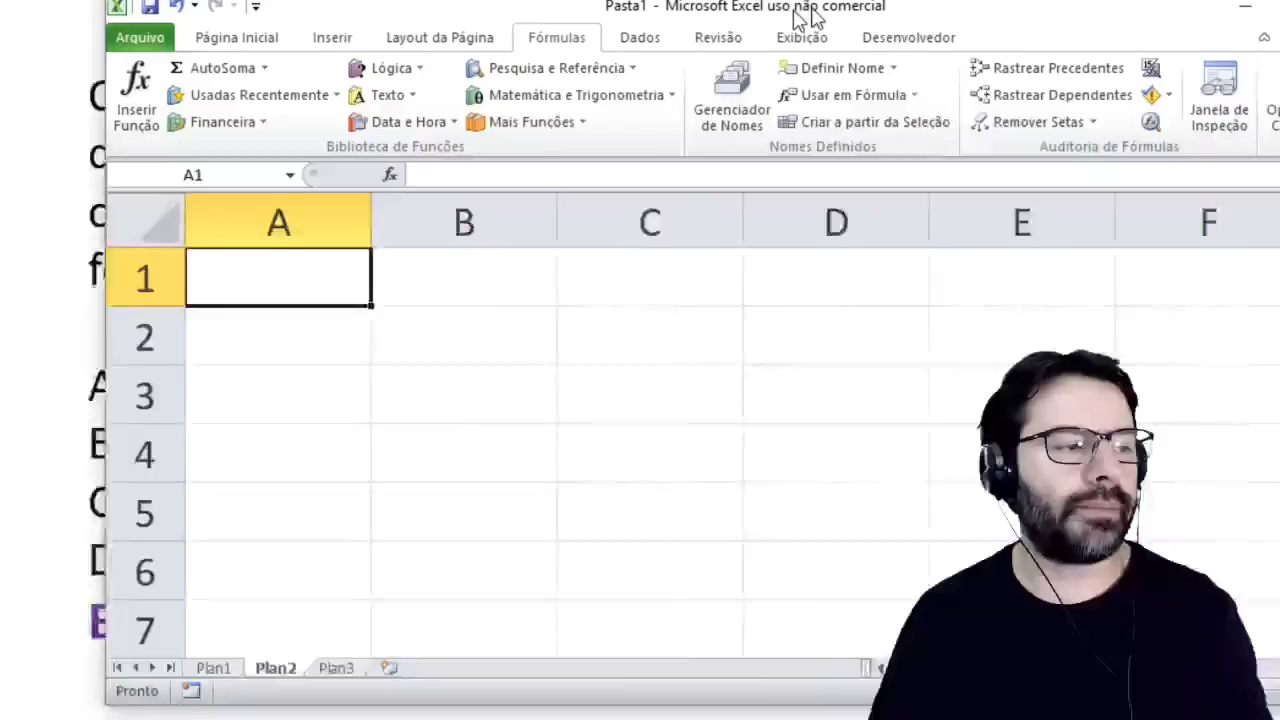 Pasta1 - Microsoft Excel uso não comercial
Arquivo Página Inicial Inserir Layout da Página Fórmulas Dados Revisão Exibição Desenvolvedor
fx Σ AutoSoma Lógica Pesquisa e Referência Definir Nome Rastrear Precedentes
Inserir Função Usadas Recentemente Texto Matemática e Trigonometria Gerenciador de Nomes Usar em Fórmula Rastrear Dependentes Janela de Inspeção
Financeira Data e Hora Mais Funções Criar a partir da Seleção Remover Setas
Biblioteca de Funções Nomes Definidos Auditoria de Fórmulas
A1 fx
A B C D E F
1
2
3
4
5
6
7
Plan1 Plan2 Plan3
Pronto